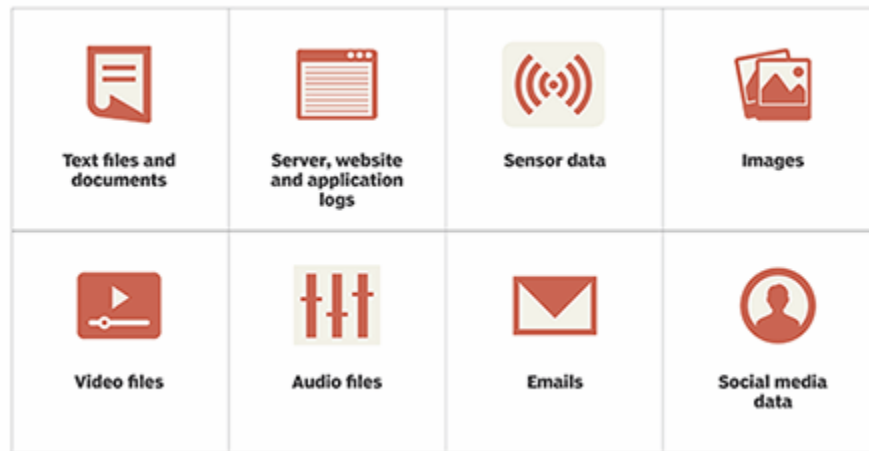 Text files and
documents
Server, website
and application
logs
Sensor data
Images
Video files
Audio files
Emails
Social media
data